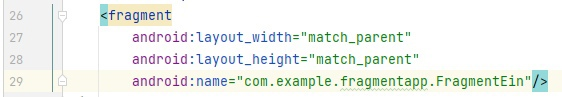 26 <fragment
27 android:layout_width="match_parent"
28 android:layout_height="match_parent"
29 android:name="com.example.fragmentapp.FragmentEin"/>